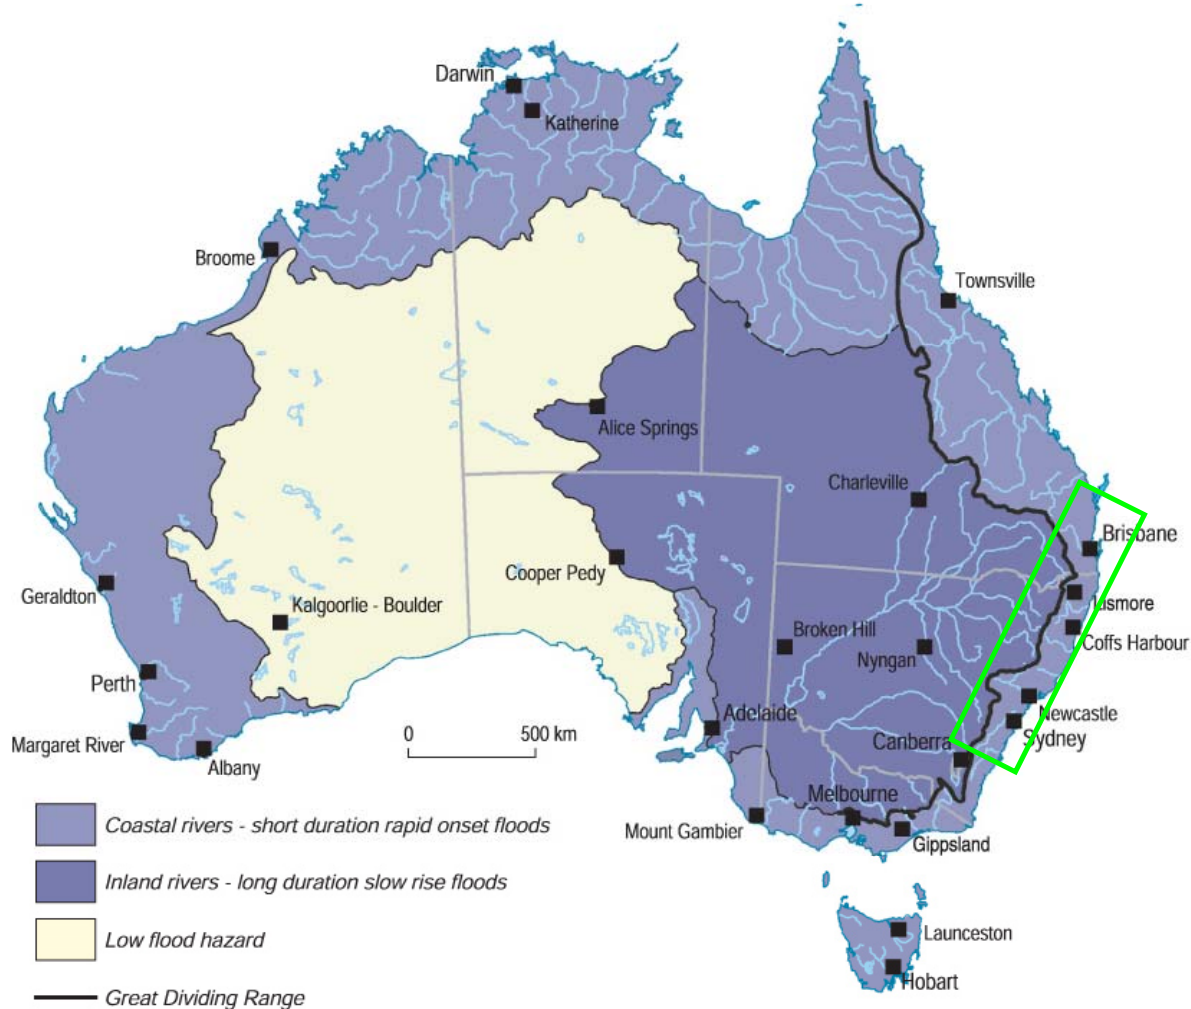 Darwin
Katherine
Broome
Townsville
Alice Springs
Charleville
Brisbane
Cooper Pedy
Geraldton
Kalgoorlie - Boulder
Lismore
Broken Hill
Coffs Harbour
Nyngan
Perth
Newcastle
Adelaide
Sydney
Margaret River
0 500 km
Canberra
Albany
Melbourne
Coastal rivers - short duration rapid onset floods
Mount Gambier
Gippsland
Inland rivers - long duration slow rise floods
Launceston
Low flood hazard
Hobart
Great Dividing Range